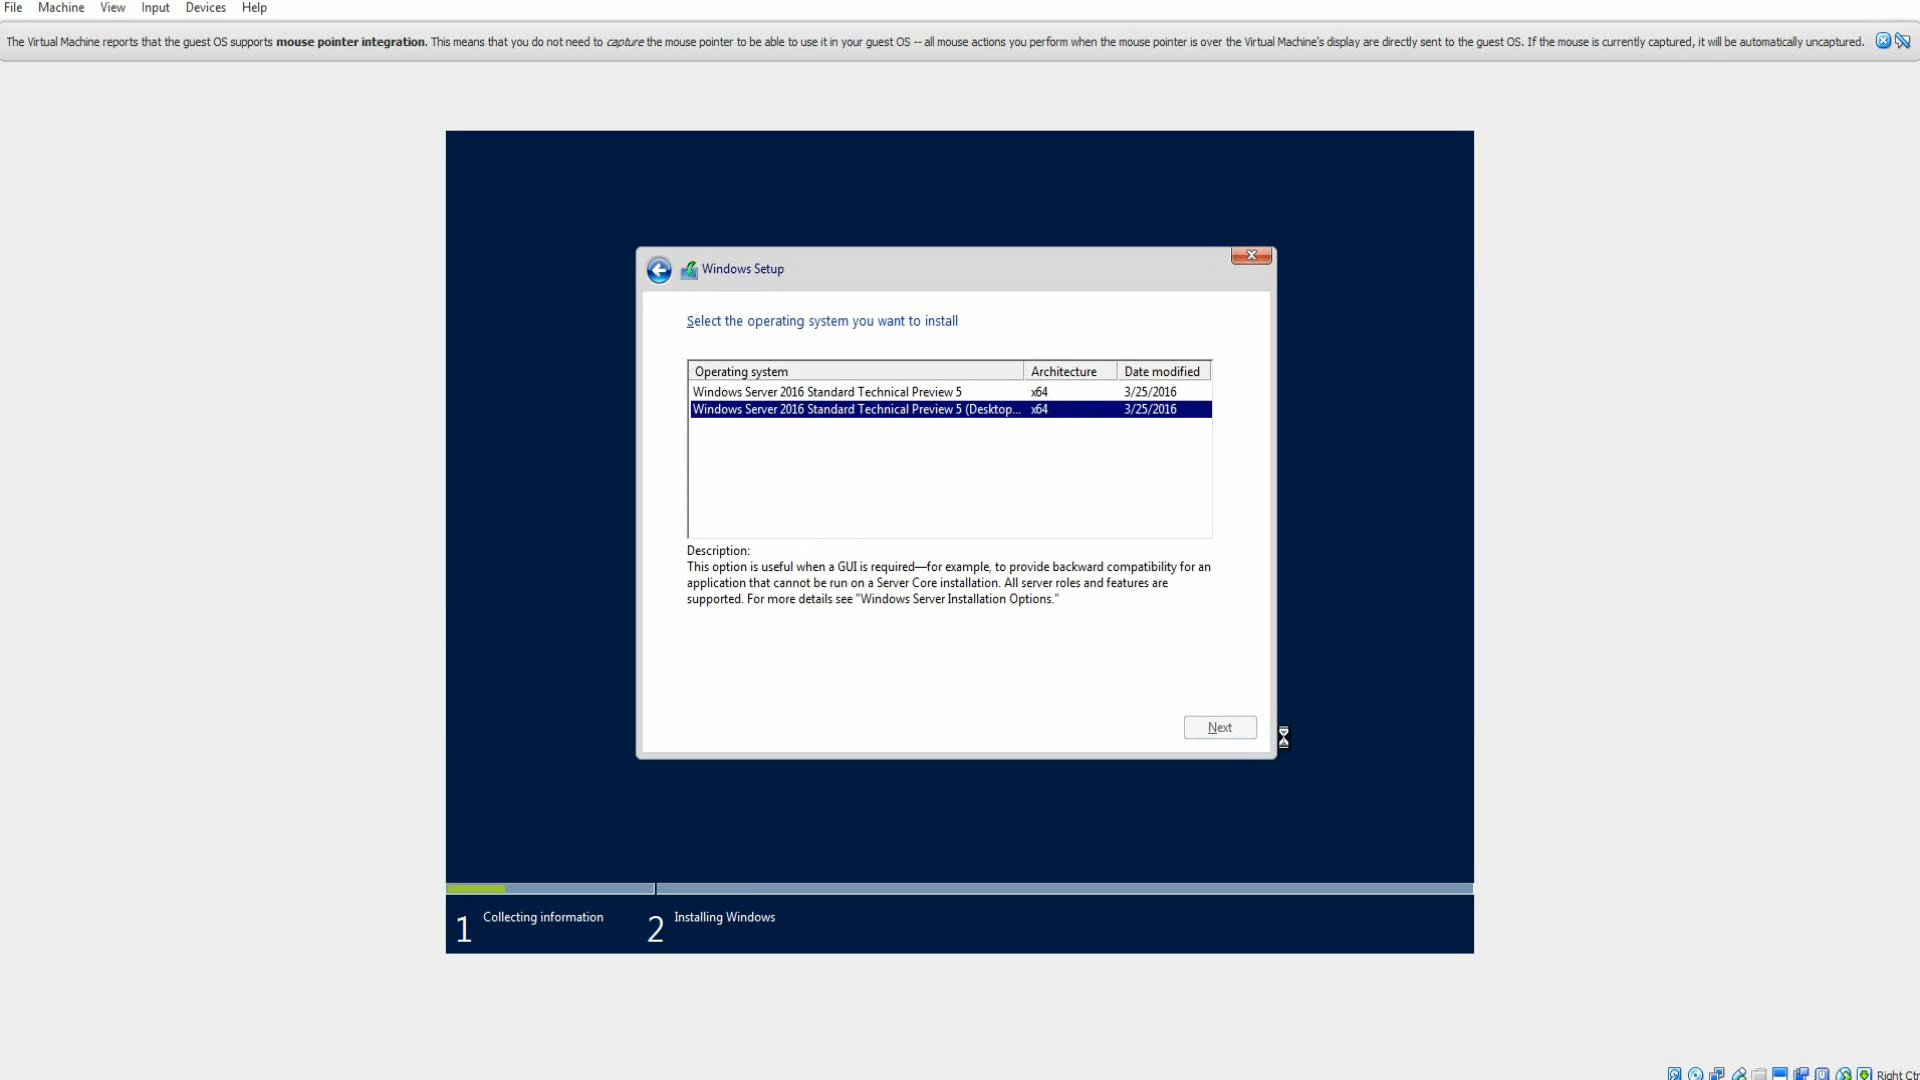 File Machine View Input Devices Help
The Virtual Machine reports that the guest OS supports mouse pointer integration. This means that you do not need to capture the mouse pointer to be able to use it in your guest OS -- all mouse actions you perform when the mouse pointer is over the Virtual Machine's display are directly sent to the guest OS. If the mouse is currently captured, it will be automatically uncaptured.
Windows Setup
Select the operating system you want to install
Operating system Architecture Date modified
Windows Server 2016 Standard Technical Preview 5 x64 3/25/2016
Windows Server 2016 Standard Technical Preview 5 (Desktop... x64 3/25/2016
Description:
This option is useful when a GUI is required—for example, to provide backward compatibility for an
application that cannot be run on a Server Core installation. All server roles and features are
supported. For more details see "Windows Server Installation Options."
Next
1 Collecting information 2 Installing Windows
Right Ctr